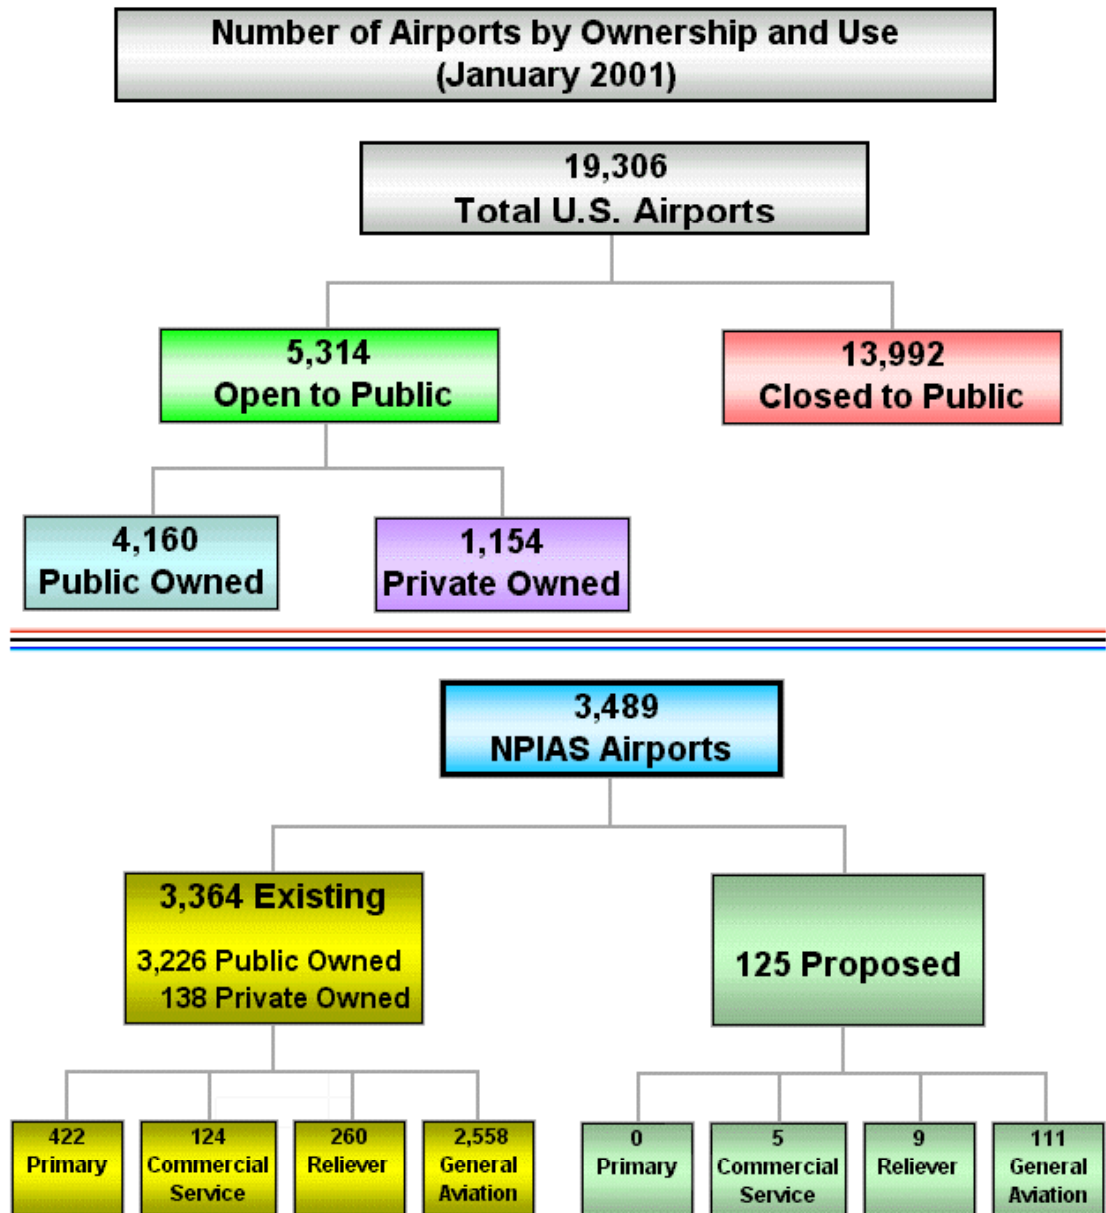 Number of Airports by Ownership and Use
(January 2001)
19,306
Total U.S. Airports
5,314
Open to Public
13,992
Closed to Public
4,160
Public Owned
1,154
Private Owned
3,489
NPIAS Airports
3,364 Existing
3,226 Public Owned
138 Private Owned
125 Proposed
422
Primary
124
Commercial
Service
260
Reliever
2,558
General
Aviation
0
Primary
5
Commercial
Service
9
Reliever
111
General
Aviation